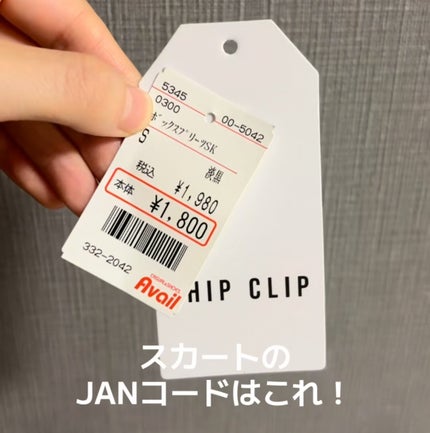 5345
0300
00-5042
ボックスプリーツSK
S
漆黒
税込 ¥1,980
本体 ¥1,800
332-2042
Avail
HIP CLIP
スカートの
JANコードはこれ！